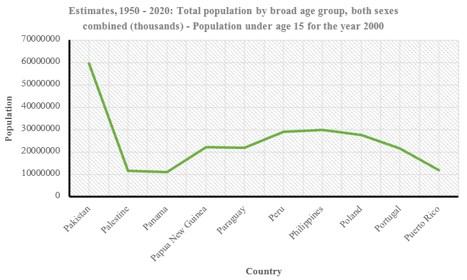 Estimates, 1950 - 2020: Total population by broad age group, both sexes
combined (thousands) - Population under age 15 for the year 2000
70000000
60000000
50000000
40000000
30000000
20000000
10000000
0
Population
Pakistan
Palestine
Panama
Papua New Guinea
Paraguay
Peru
Philippines
Poland
Portugal
Puerto Rico
Country